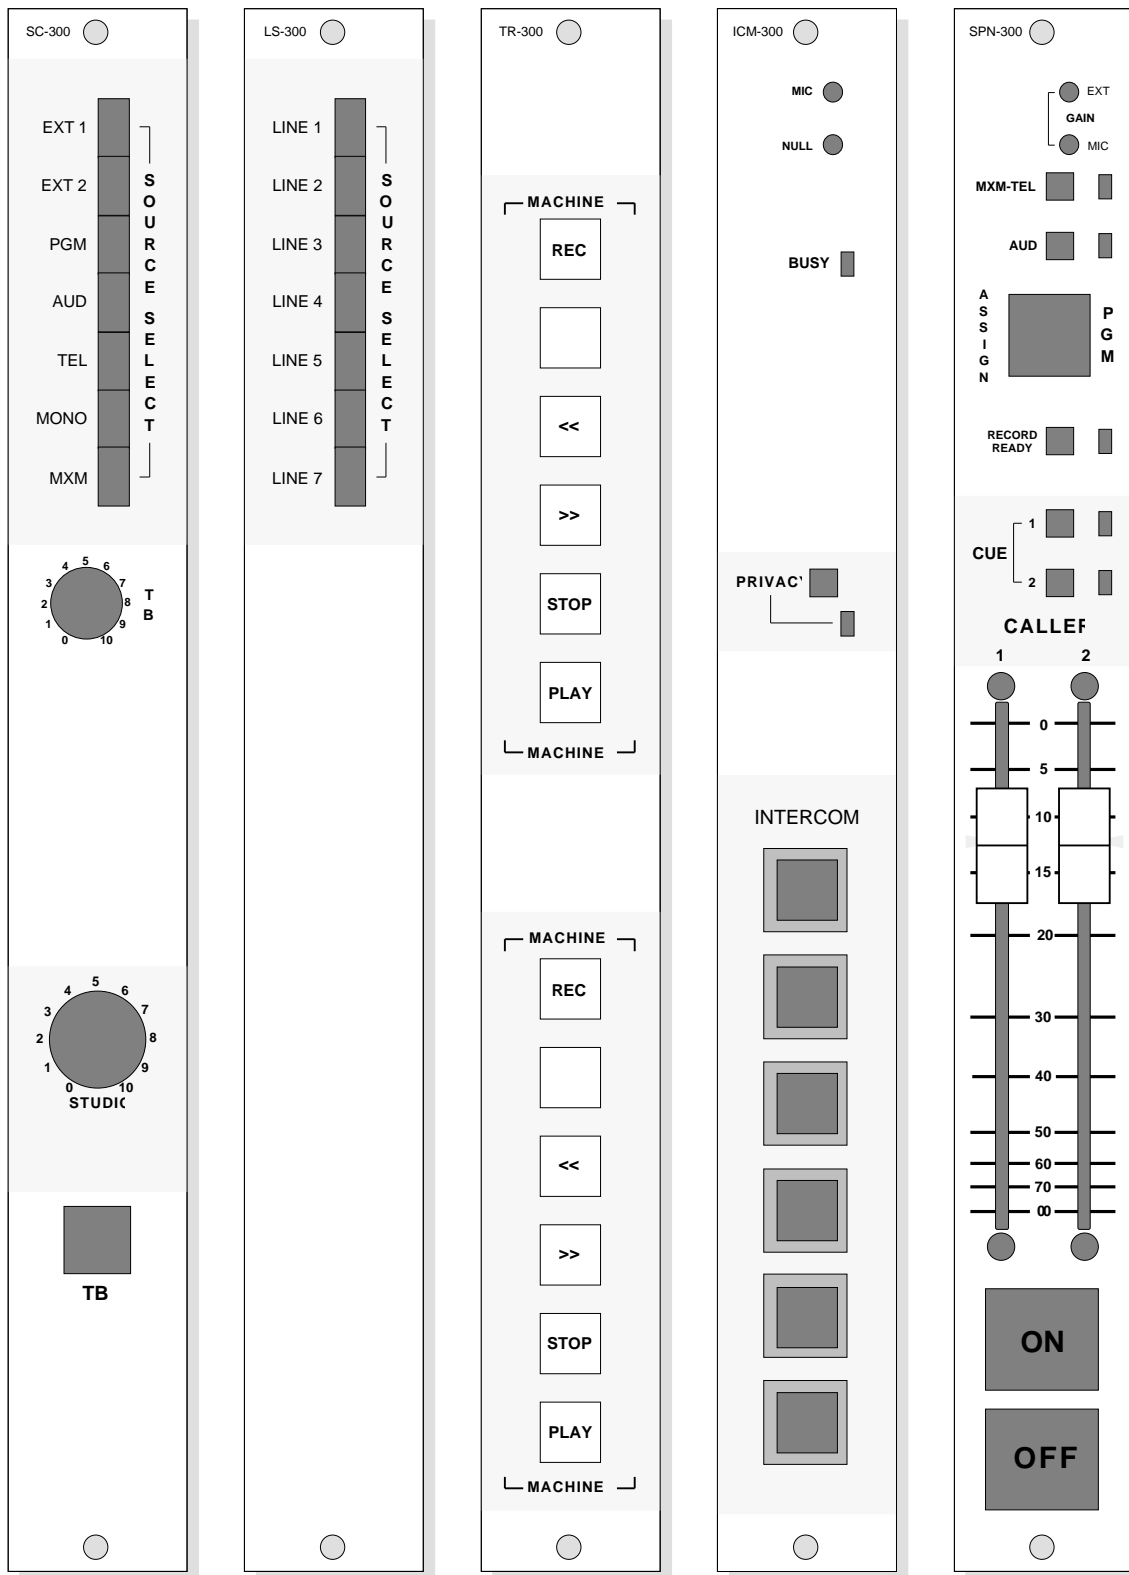 SC-300
EXT 1
EXT 2
PGM
AUD
TEL
MONO
MXM
SOURCE SELECT
0 1 2 3 4 5 6 7 8 9 10
TB
0 1 2 3 4 5 6 7 8 9 10
STUDIO
TB
LS-300
LINE 1
LINE 2
LINE 3
LINE 4
LINE 5
LINE 6
LINE 7
SOURCE SELECT
TR-300
MACHINE
REC
<<
>>
STOP
PLAY
MACHINE
MACHINE
REC
<<
>>
STOP
PLAY
MACHINE
ICM-300
MIC
NULL
BUSY
PRIVACY
INTERCOM
SPN-300
EXT
GAIN
MIC
MXM-TEL
AUD
ASSIGN
PGM
RECORD
READY
1
CUE
2
CALLER
1 2
0
5
10
15
20
30
40
50
60
70
00
ON
OFF